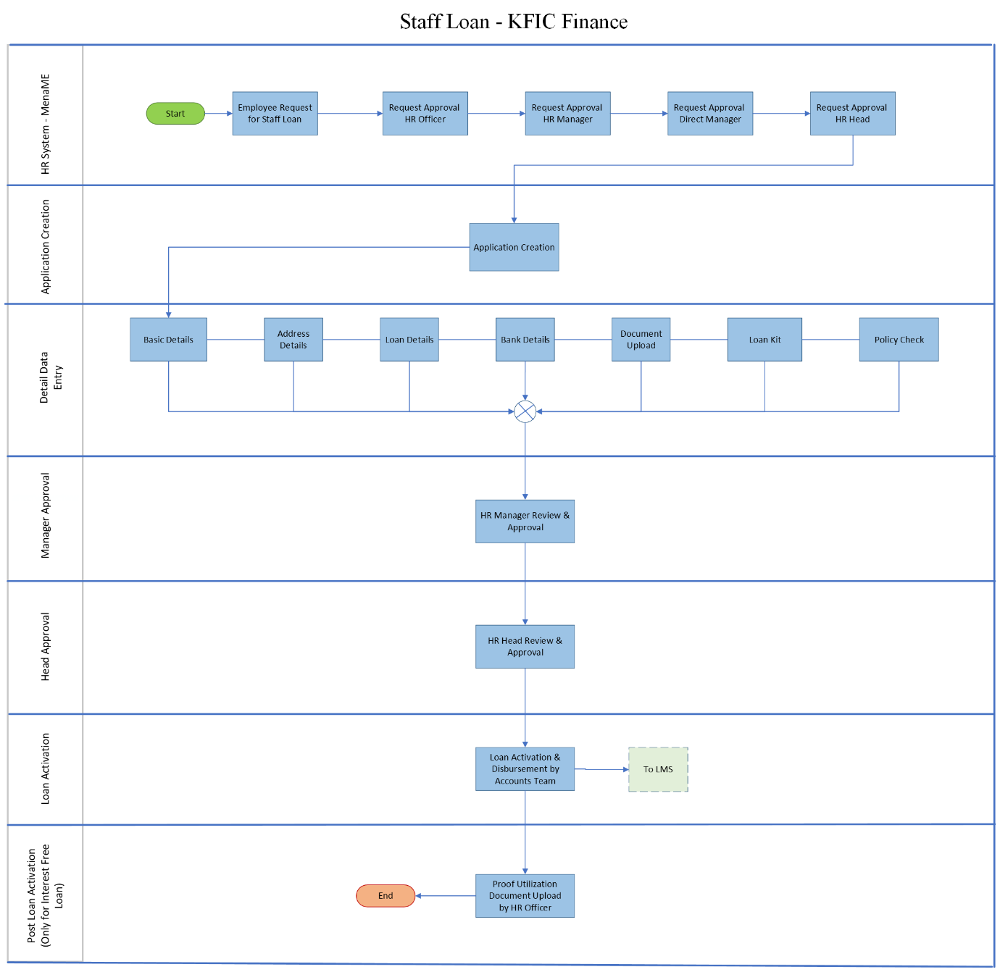 Staff Loan - KFIC Finance
HR System - MenaME
Start
Employee Request
for Staff Loan
Request Approval
HR Officer
Request Approval
HR Manager
Request Approval
Direct Manager
Request Approval
HR Head
Application Creation
Application Creation
Detail Data
Entry
Basic Details
Address
Details
Loan Details
Bank Details
Document
Upload
Loan Kit
Policy Check
Manager Approval
HR Manager Review &
Approval
Head Approval
HR Head Review &
Approval
Loan Activation
Loan Activation &
Disbursement by
Accounts Team
To LMS
Post Loan Activation
(Only for Interest Free
Loan)
End
Proof Utilization
Document Upload
by HR Officer